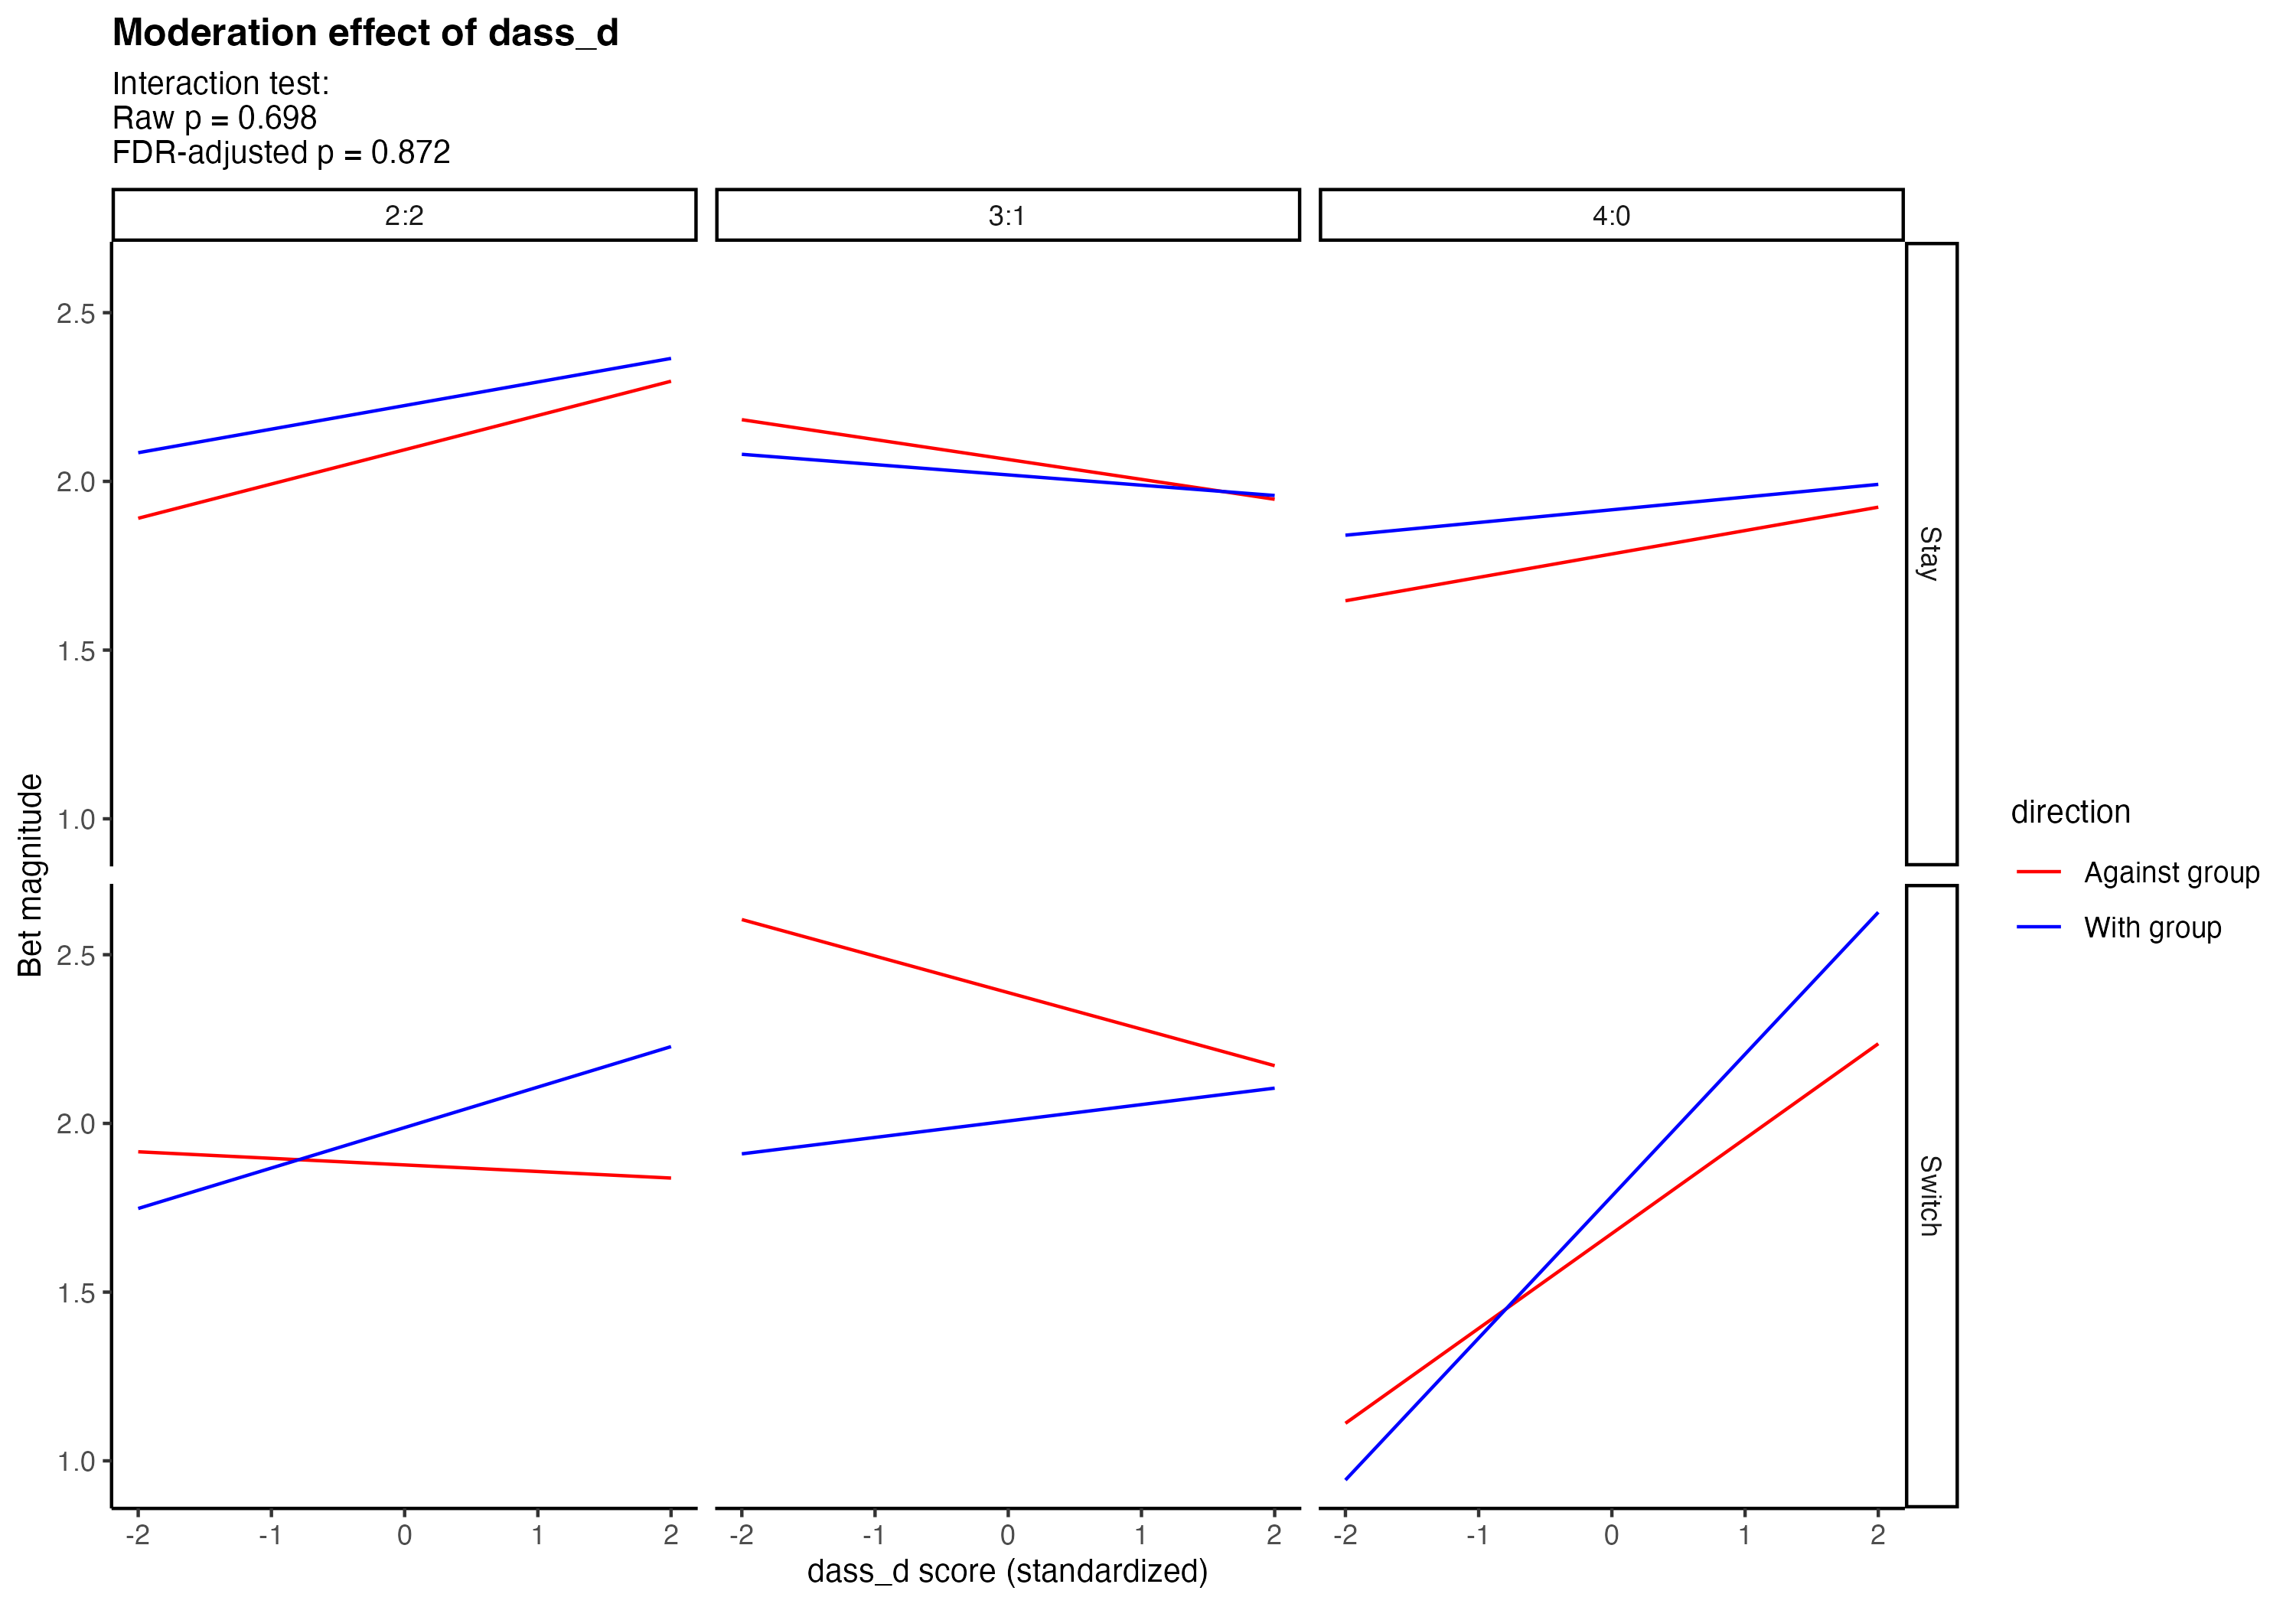 Moderation effect of dass_d
Interaction test:
Raw p = 0.698
FDR-adjusted p = 0.872
2:2
3:1
4:0
2.5
2.0
1.5
1.0
Stay
2.5
2.0
1.5
1.0
Switch
Bet magnitude
-2 -1 0 1 2
-2 -1 0 1 2
-2 -1 0 1 2
dass_d score (standardized)
direction
Against group
With group